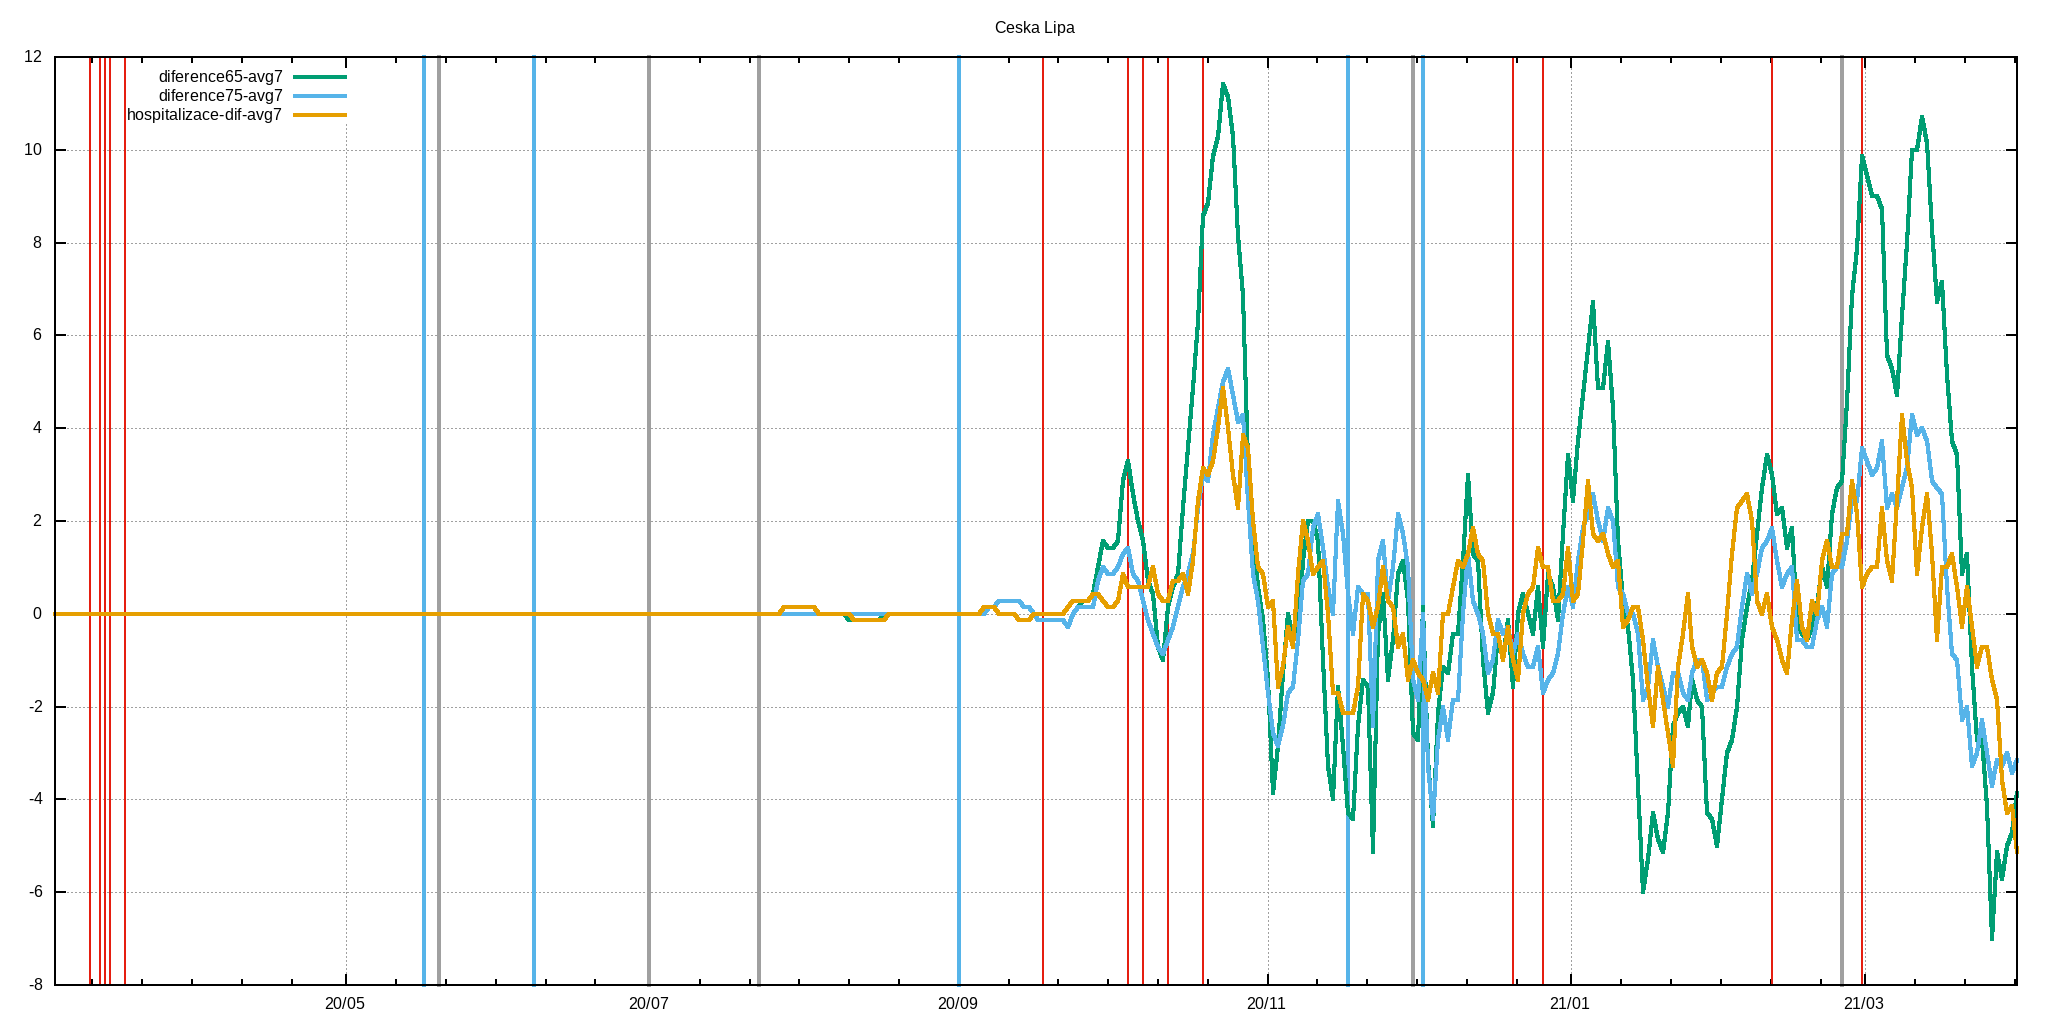 Ceska Lipa
12
10
8
6
4
2
0
-2
-4
-6
-8
diference65-avg7
diference75-avg7
hospitalizace-dif-avg7
20/05 20/07 20/09 20/11 21/01 21/03